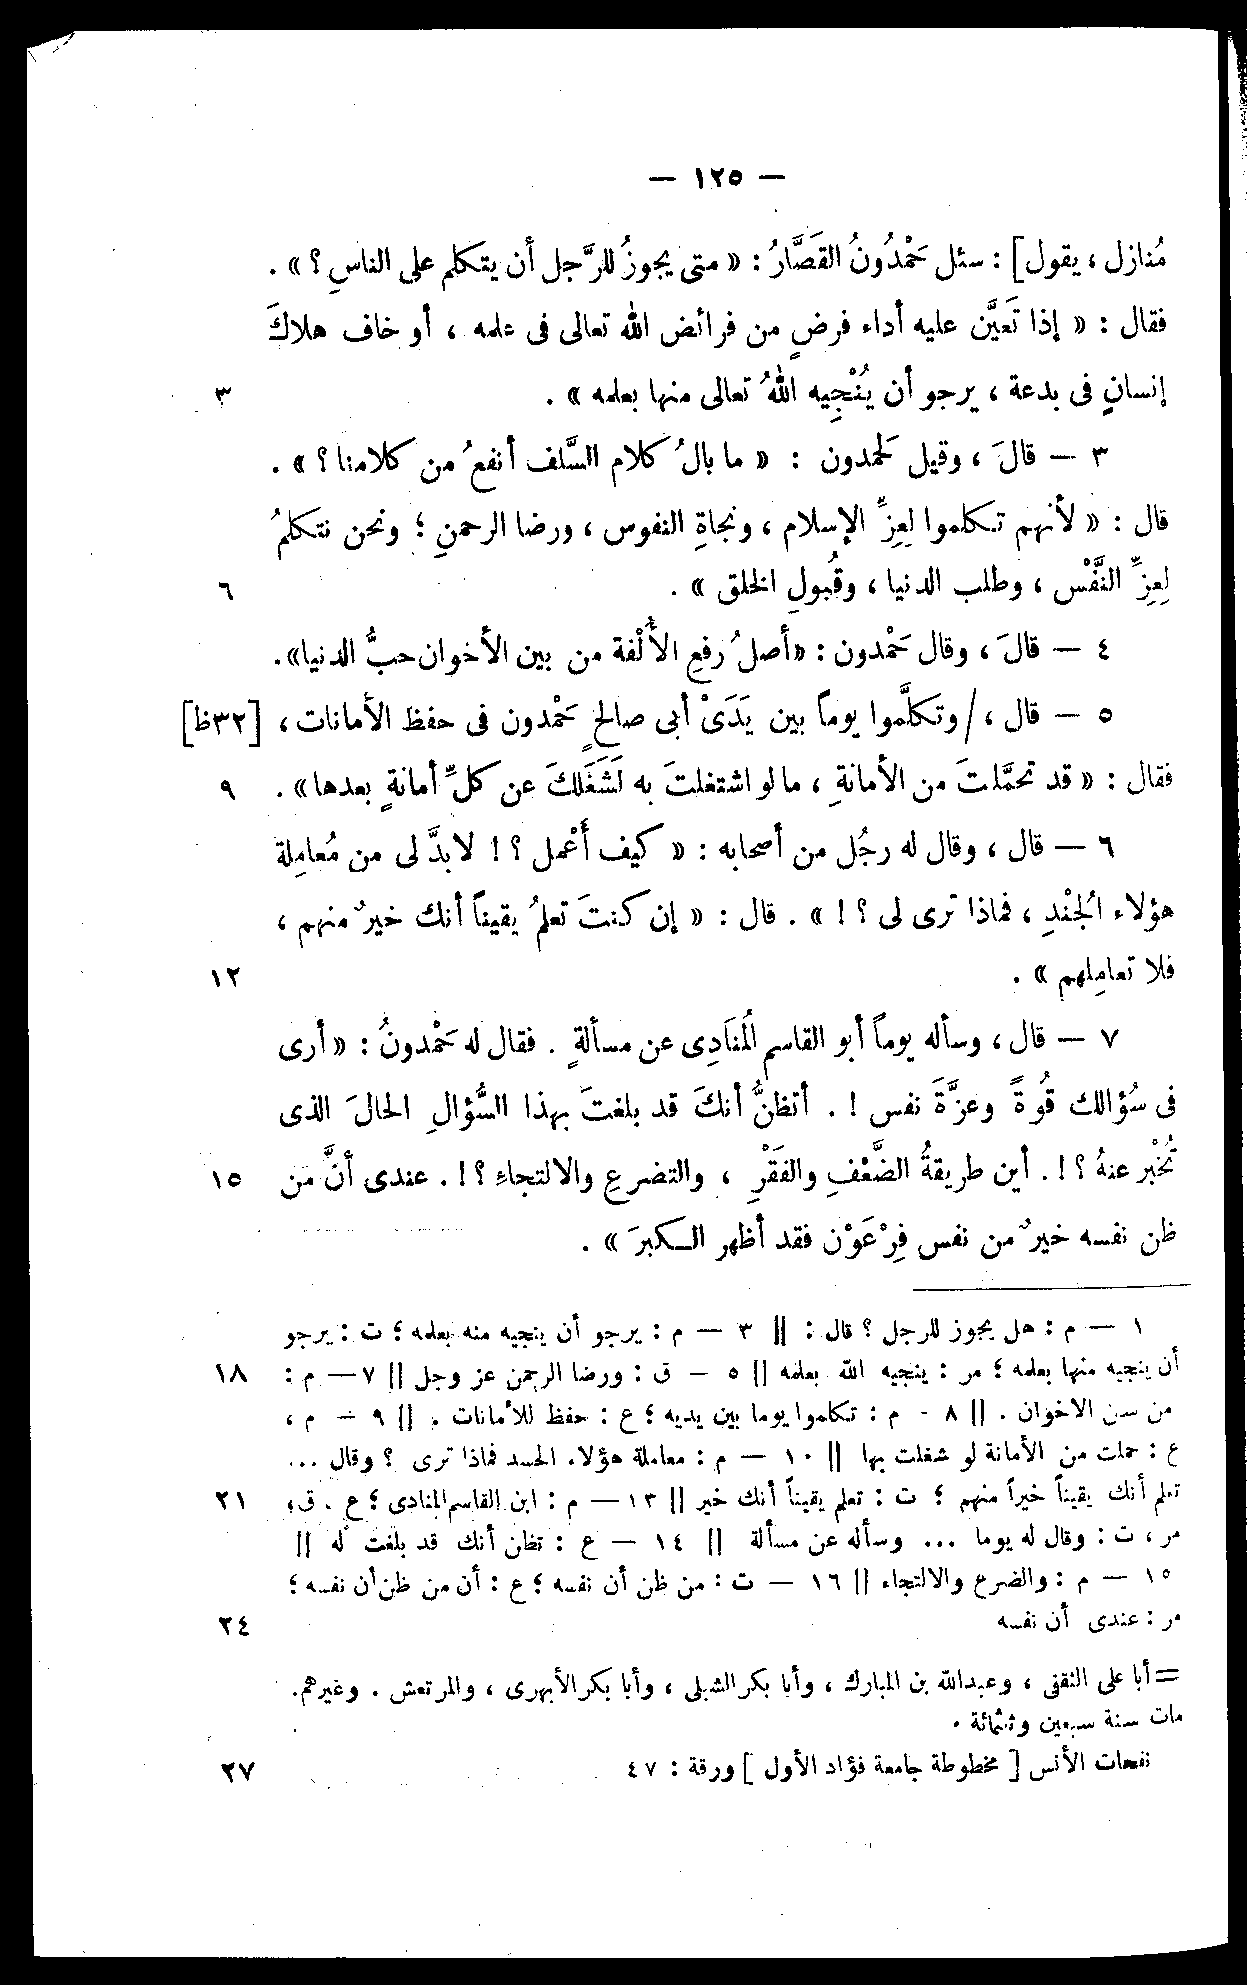 — ١٢٥ —
مُنازل ، يقول] : سئل حَمْدُونُ القَصَّارُ : « متى يجوزُ للرَّجل أن يتكلم على الناسِ ؟ » .
فقال : « إذا تَعيَّن عليه أداء فرضٍ من فرائض الله تعالى فى علمه ، أو خاف هلاكَ
إنسانٍ فى بدعة ، يرجو أن يُنْجِيه اللهُ تعالى منها بعلمه » . ٣
٣ — قالَ ، وقيل لحمدون : « ما بالُ كلام السَّلف أنفعُ من كلامنا ؟ » .
قال : « لأنهم تكلموا لِعِزِّ الإسلام ، ونجاةِ النفوس ، ورضا الرحمنِ ؛ ونحن نتكلمُ
لِعِزِّ النَّفْس ، وطلب الدنيا ، وقُبولِ الخلق » . ٦
٤ — قالَ ، وقال حَمْدون : «أصلُ رفعِ الأُلْفة من بين الأخوان حبُّ الدنيا» .
٥ — قال ، / وتكلَّموا يوماً بين يَدَىْ أبى صالحٍ حَمْدون فى حفظ الأمانات ، [٣٢ظ]
فقال : « قد تحمَّلتَ من الأمانةِ ، ما لو اشتغلتَ به لَشَغَلكَ عن كلِّ أمانةٍ بعدها » . ٩
٦ — قال ، وقال له رجُل من أصحابه : « كيف أَعْمل ؟ ! لابدَّ لى من مُعامِلة
هؤلاء الجُنْدِ ، فماذا ترى لى ؟ ! » . قال : « إن كنتَ تعلمُ يقيناً أنك خيرٌ منهم ،
فلا تعامِلهم » . ١٢
٧ — قال ، وسأله يوماً أبو القاسم المُنَادِى عن مسألةٍ . فقال له حَمْدونُ : « أرى
فى سُؤالك قُوةً وعزَّةَ نفس ! . أتظنُّ أنكَ قد بلغتَ بهذا السُّؤالِ الحالَ الذى
تُخْبر عنهُ ؟ ! . أين طريقةُ الضَّعْفِ والفَقْرِ ، والتضرعِ والالتجاءِ ؟ ! . عندى أنَّ من ١٥
ظن نفسه خيرٌ من نفس فِرْعَوْن فقد أظهر الكبرَ » .
١ — م : هل يجوز للرجل ؟ قال : || ٣ — م : يرجو أن ينجيه منه بعلمه ؛ ت : يرجو
أن ينجيه منها بعلمه ؛ مر : ينجيه الله بعلمه || ٥ — ق : ورضا الرحمن عز وجل || ٧ — م : ١٨
من سن الاخوان . || ٨ - م : تكلموا يوما بين يديه ؛ ع : حفظ للأمانات . || ٩ — م ،
ع : حملت من الأمانة لو شغلت بها || ١٠ — م : معاملة هؤلاء الحسد فماذا ترى ؟ وقال ...
تعلم أنك يقيناً خيراً منهم ؛ ت : تعلم يقيناً أنك خير || ١٣ — م : ابن القاسم المنادى ؛ ع . ق، ٢١
مر ، ت : وقال له يوما ... وسأله عن مسألة || ١٤ — ع : تظن أنك قد بلغت له ||
١٥ — م : والضرع والالتجاء || ١٦ — ت : من ظن أن نفسه ؛ ع : أن من ظن أن نفسه ؛
مر : عندى أن نفسه ٢٤
= أبا على الثقفى ، وعبدالله بن المبارك ، وأبا بكر الشبلى ، وأبا بكر الأبهرى ، والمرتعش . وغيرهم.
مات سنة سبعين وثلثمائة .
نفحات الأنس [ مخطوطة جامعة فؤاد الأول ] ورقة : ٤٧ ٢٧